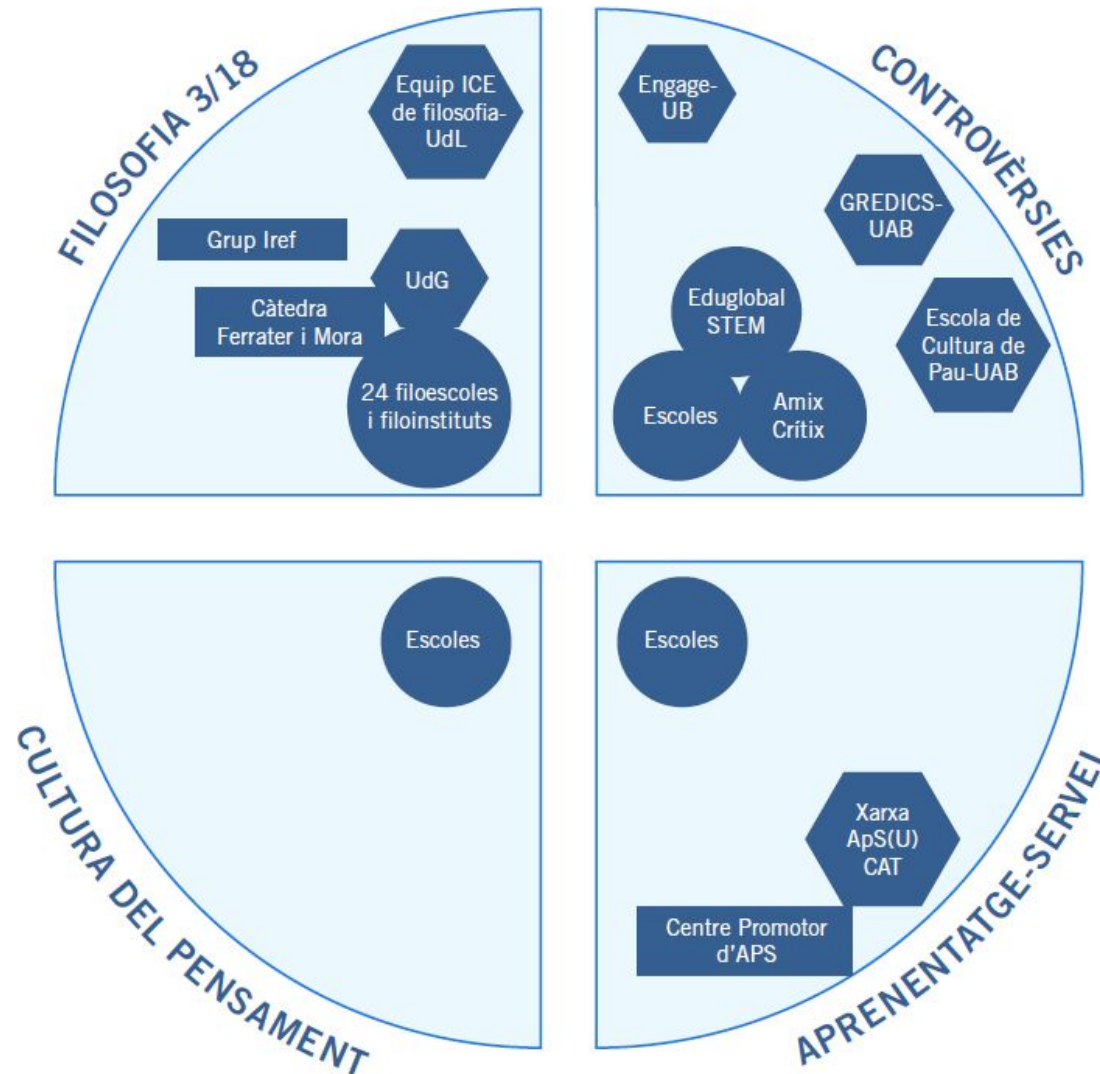 FILOSOFIA 3/18
Equip ICE
de filosofia-
UdL
Grup Iref
UdG
Càtedra
Ferrater i Mora
24 filoescoles
i filoinstituts
CONTROVÈRSIES
Engage-
UB
GREDICS-
UAB
Eduglobal
STEM
Escola de
Cultura de
Pau-UAB
Escoles
Amix
Crítix
CULTURA DEL PENSAMENT
Escoles
APRENENTATGE-SERVEI
Escoles
Xarxa
ApS(U)
CAT
Centre Promotor
d'APS